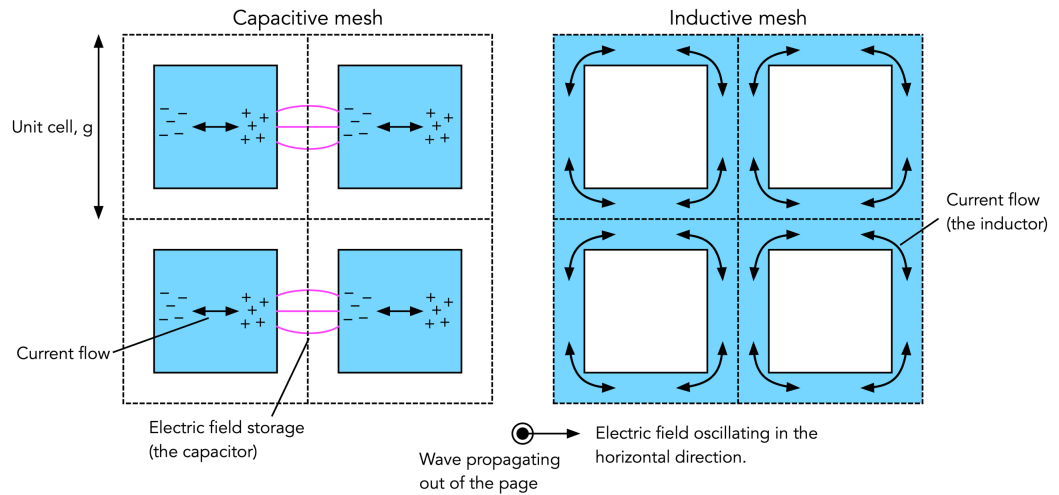 Capacitive mesh
Inductive mesh
Unit cell, g
Current flow
(the inductor)
Current flow
Electric field storage
(the capacitor)
Wave propagating
out of the page
Electric field oscillating in the
horizontal direction.